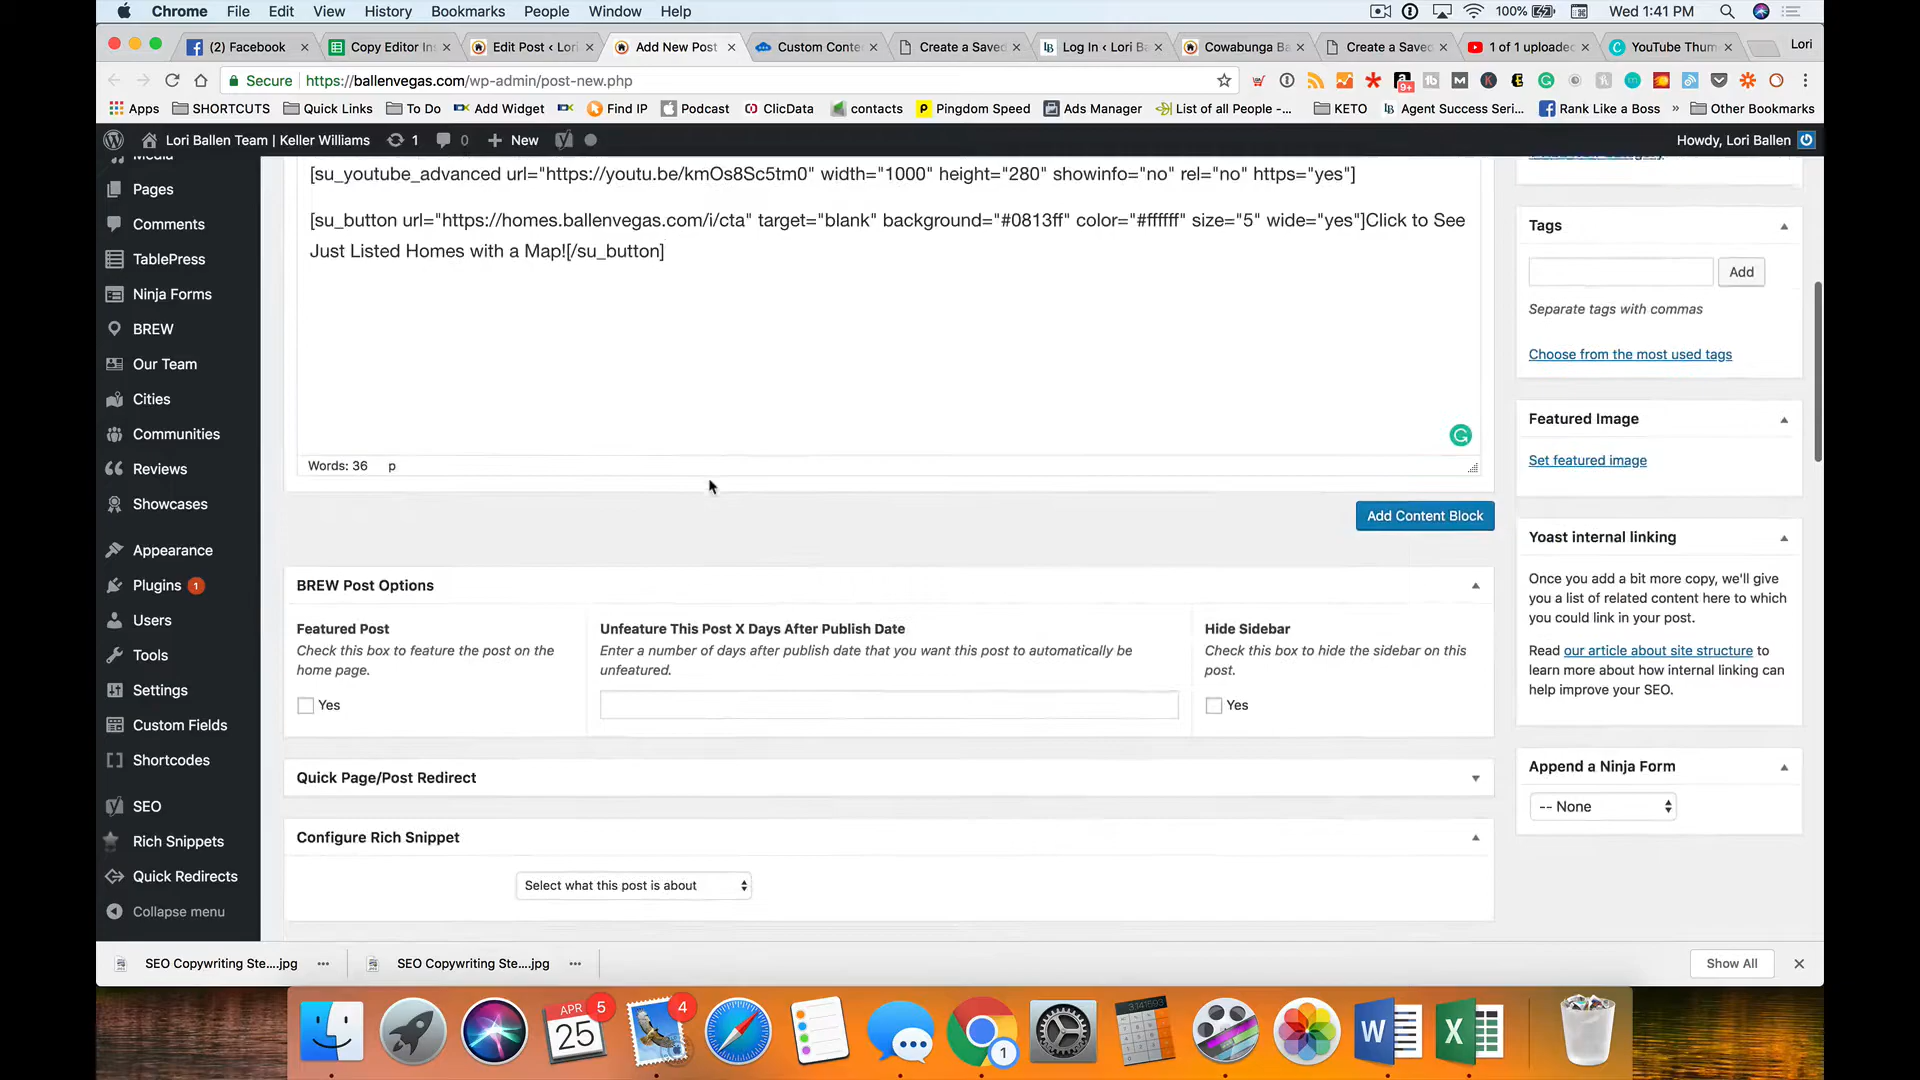 Chrome File Edit View History Bookmarks People Window Help 100% Wed 1:41 PM
(2) Facebook Copy Editor In Edit Post < Lori Add New Post Custom Conte Create a Saved Log In < Lori B Cowabunga Ba Create a Saved 1 of 1 uploade YouTube Thum Lori
Secure https://ballenvegas.com/wp-admin/post-new.php
Apps SHORTCUTS Quick Links To Do Add Widget Find IP Podcast ClicData contacts Pingdom Speed Ads Manager List of all People -... KETO Agent Success Seri... Rank Like a Boss » Other Bookmarks
Lori Ballen Team | Keller Williams 1 0 New Howdy, Lori Ballen
Media
Pages
Comments
TablePress
Ninja Forms
BREW
Our Team
Cities
Communities
Reviews
Showcases
Appearance
Plugins 1
Users
Tools
Settings
Custom Fields
Shortcodes
SEO
Rich Snippets
Quick Redirects
Collapse menu
[su_youtube_advanced url="https://youtu.be/kmOs8Sc5tm0" width="1000" height="280" showinfo="no" rel="no" https="yes"]
[su_button url="https://homes.ballenvegas.com/i/cta" target="blank" background="#0813ff" color="#ffffff" size="5" wide="yes"]Click to See
Just Listed Homes with a Map![/su_button]
Words: 36 p
Add Content Block
BREW Post Options
Featured Post
Check this box to feature the post on the
home page.
Yes
Unfeature This Post X Days After Publish Date
Enter a number of days after publish date that you want this post to automatically be
unfeatured.
Hide Sidebar
Check this box to hide the sidebar on this
post.
Yes
Quick Page/Post Redirect
Configure Rich Snippet
Select what this post is about
Tags
Add
Separate tags with commas
Choose from the most used tags
Featured Image
Set featured image
Yoast internal linking
Once you add a bit more copy, we'll give
you a list of related content here to which
you could link in your post.
Read our article about site structure to
learn more about how internal linking can
help improve your SEO.
Append a Ninja Form
-- None
SEO Copywriting Ste....jpg ... SEO Copywriting Ste....jpg ... Show All
APR 25 5 4 1